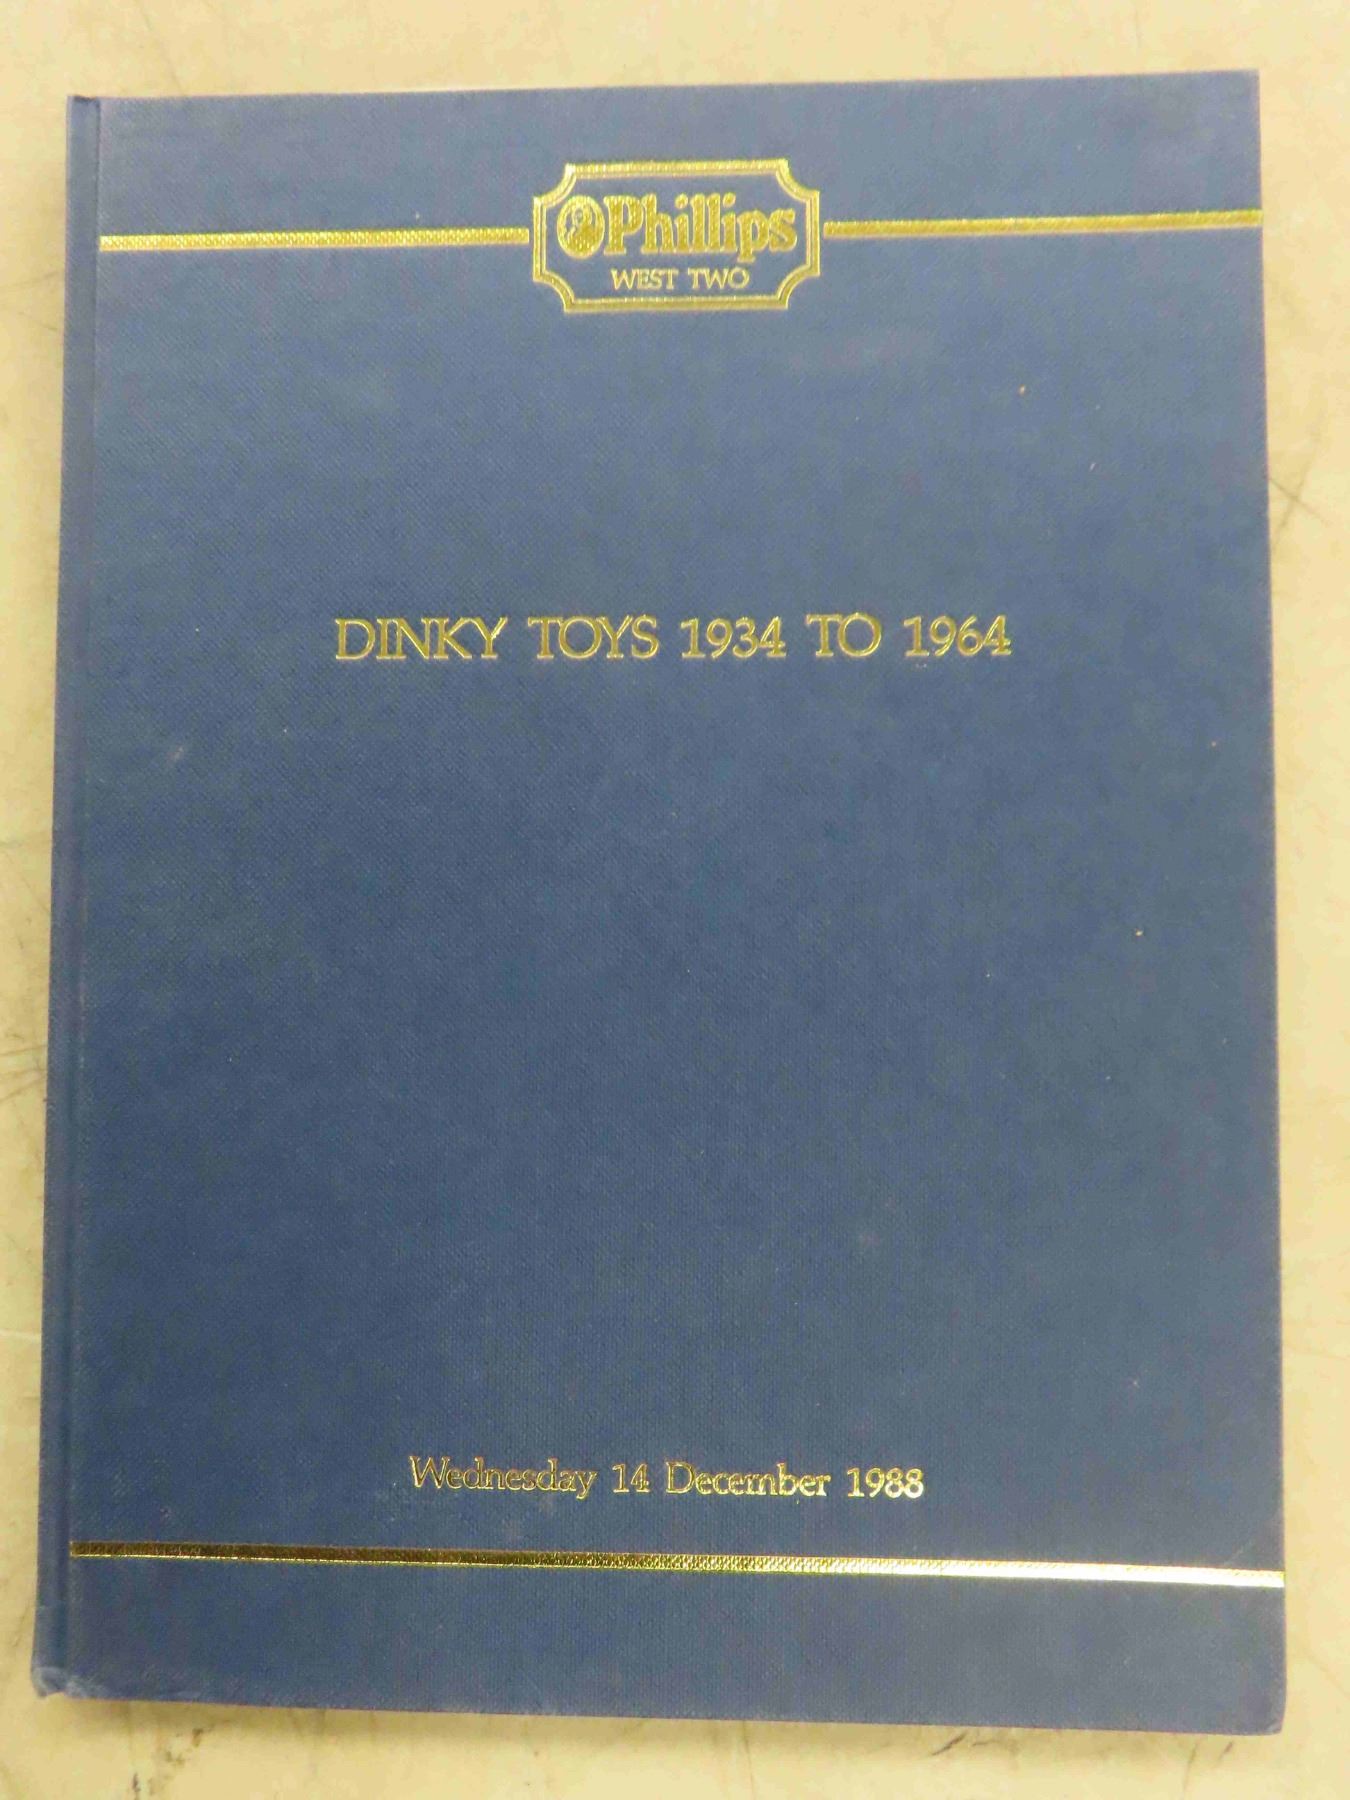 Phillips
WEST TWO
DINKY TOYS 1934 TO 1964
Wednesday 14 December 1988